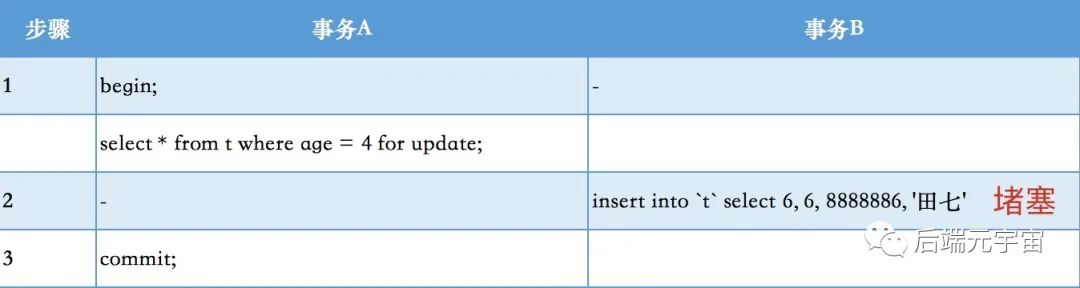 步骤 事务A 事务B
1 begin; -
select * from t where age = 4 for update;
2 - insert into `t` select 6, 6, 8888886, '田七' 堵塞
后端元宇宙
3 commit;